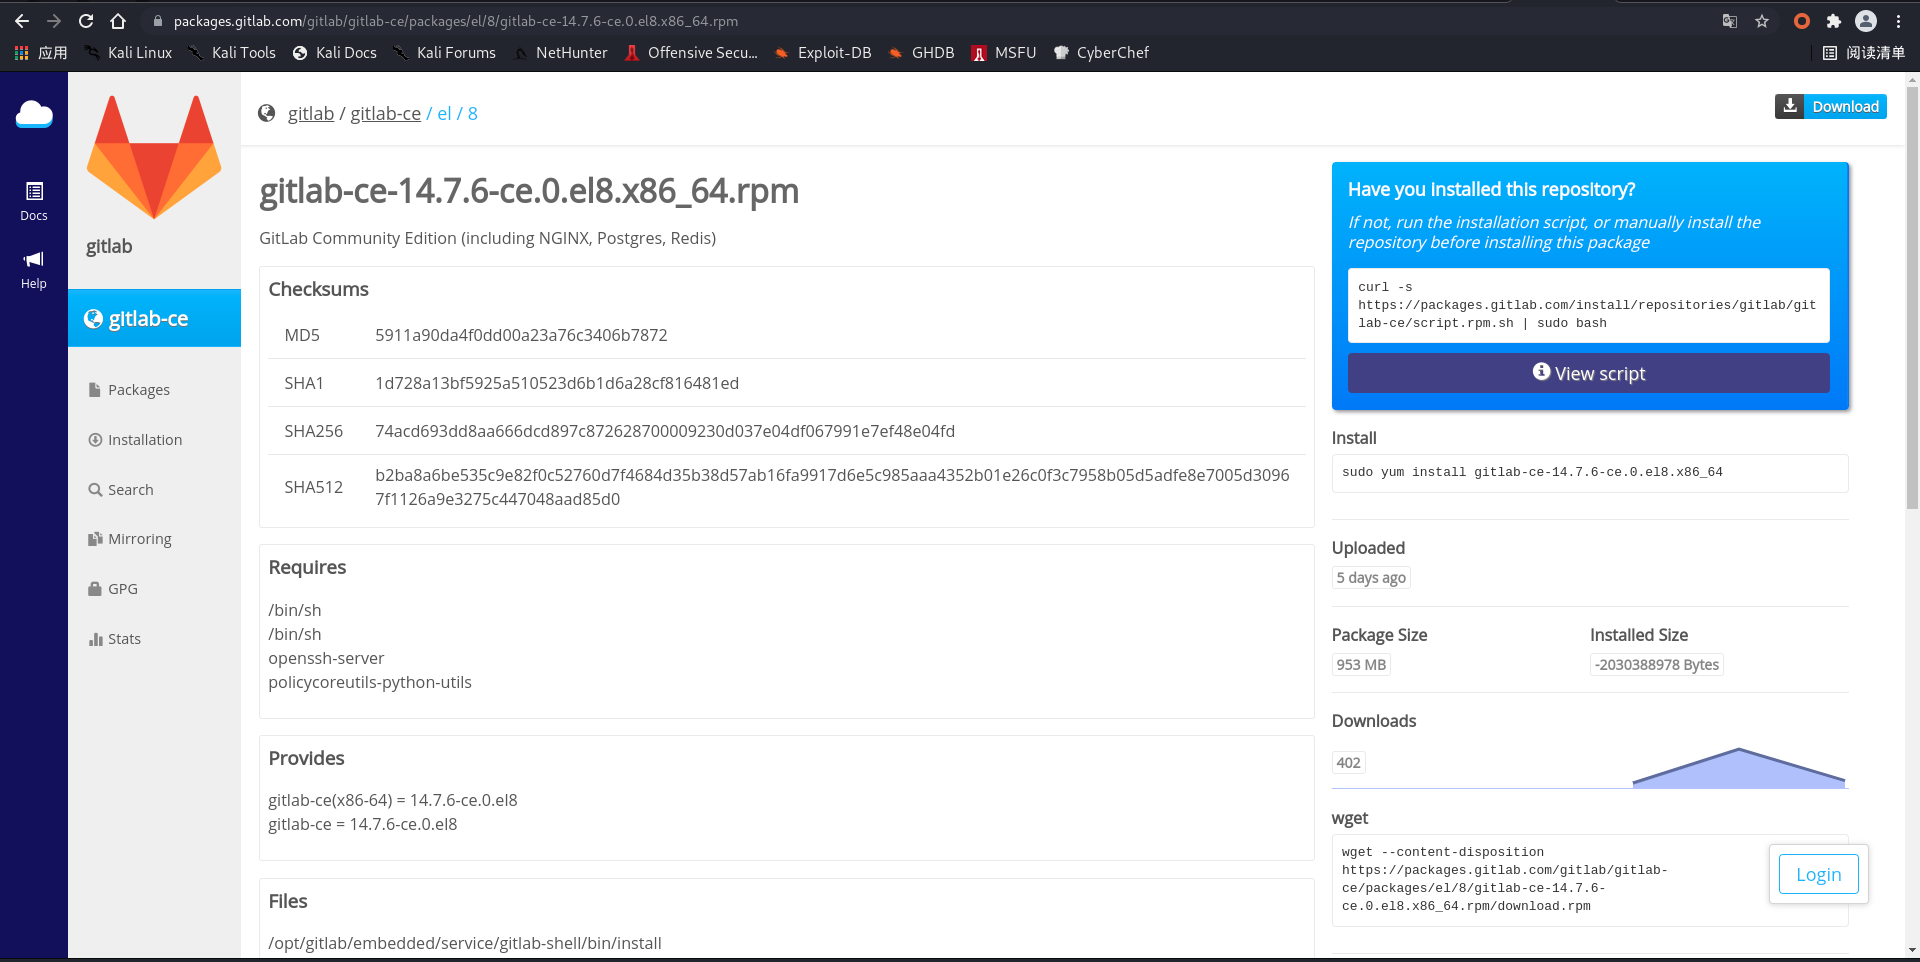 packages.gitlab.com/gitlab/gitlab-ce/packages/el/8/gitlab-ce-14.7.6-ce.0.el8.x86_64.rpm
应用 Kali Linux Kali Tools Kali Docs Kali Forums NetHunter Offensive Secu... Exploit-DB GHDB MSFU CyberChef 阅读清单
Docs
Help
gitlab
gitlab-ce
Packages
Installation
Search
Mirroring
GPG
Stats
gitlab / gitlab-ce / el / 8
Download
gitlab-ce-14.7.6-ce.0.el8.x86_64.rpm
GitLab Community Edition (including NGINX, Postgres, Redis)
Checksums
MD5 5911a90da4f0dd00a23a76c3406b7872
SHA1 1d728a13bf5925a510523d6b1d6a28cf816481ed
SHA256 74acd693dd8aa666dcd897c872628700009230d037e04df067991e7ef48e04fd
SHA512 b2ba8a6be535c9e82f0c52760d7f4684d35b38d57ab16fa9917d6e5c985aaa4352b01e26c0f3c7958b05d5adfe8e7005d3096
7f1126a9e3275c447048aad85d0
Requires
/bin/sh
/bin/sh
openssh-server
policycoreutils-python-utils
Provides
gitlab-ce(x86-64) = 14.7.6-ce.0.el8
gitlab-ce = 14.7.6-ce.0.el8
Files
/opt/gitlab/embedded/service/gitlab-shell/bin/install
Have you installed this repository?
If not, run the installation script, or manually install the
repository before installing this package
curl -s
https://packages.gitlab.com/install/repositories/gitlab/git
lab-ce/script.rpm.sh | sudo bash
View script
Install
sudo yum install gitlab-ce-14.7.6-ce.0.el8.x86_64
Uploaded
5 days ago
Package Size Installed Size
953 MB -2030388978 Bytes
Downloads
402
wget
wget --content-disposition
https://packages.gitlab.com/gitlab/gitlab-
ce/packages/el/8/gitlab-ce-14.7.6-
ce.0.el8.x86_64.rpm/download.rpm
Login